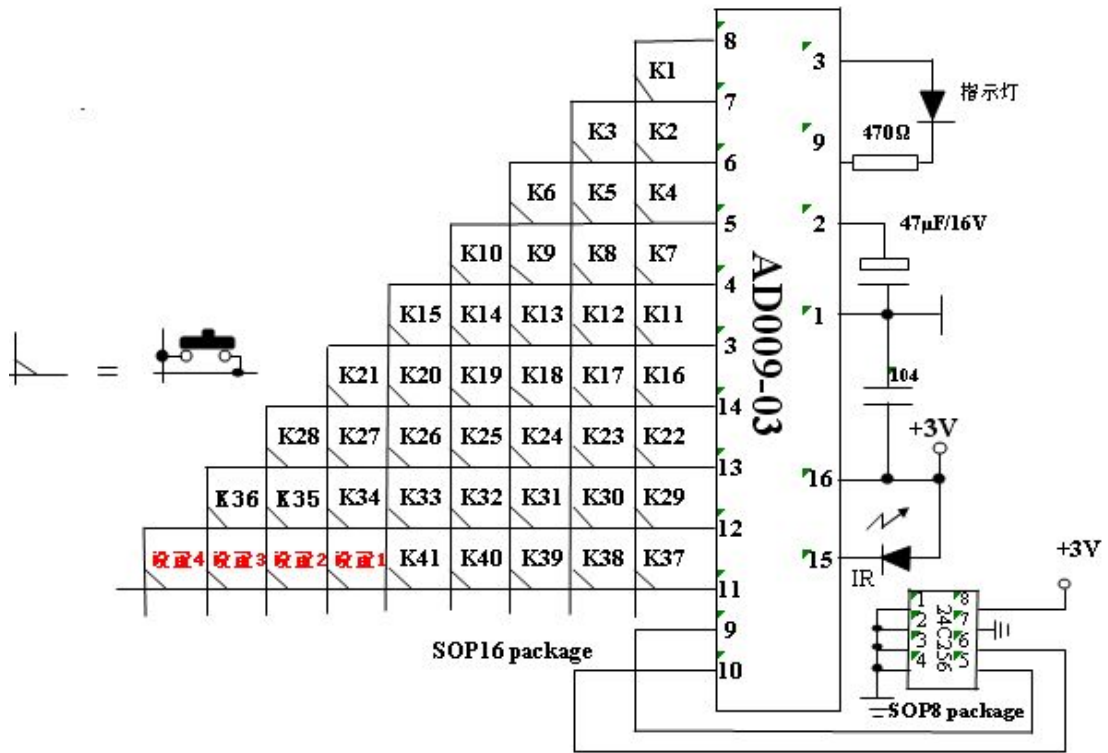 8
3
K1
指示灯
7
9
470Ω
K3 K2
6
K6 K5 K4
5
2
47μF/16V
K10 K9 K8 K7
4
1
K15 K14 K13 K12 K11
3
AD009-03
=
K21 K20 K19 K18 K17 K16
104
14
+3V
K28 K27 K26 K25 K24 K23 K22
13
16
K36 K35 K34 K33 K32 K31 K30 K29
12
设置4 设置3 设置2 设置1 K41 K40 K39 K38 K37
15
IR
+3V
11
9
10
SOP16 package
1 8
2 7
3 6
4 5
24C256
SOP8 package